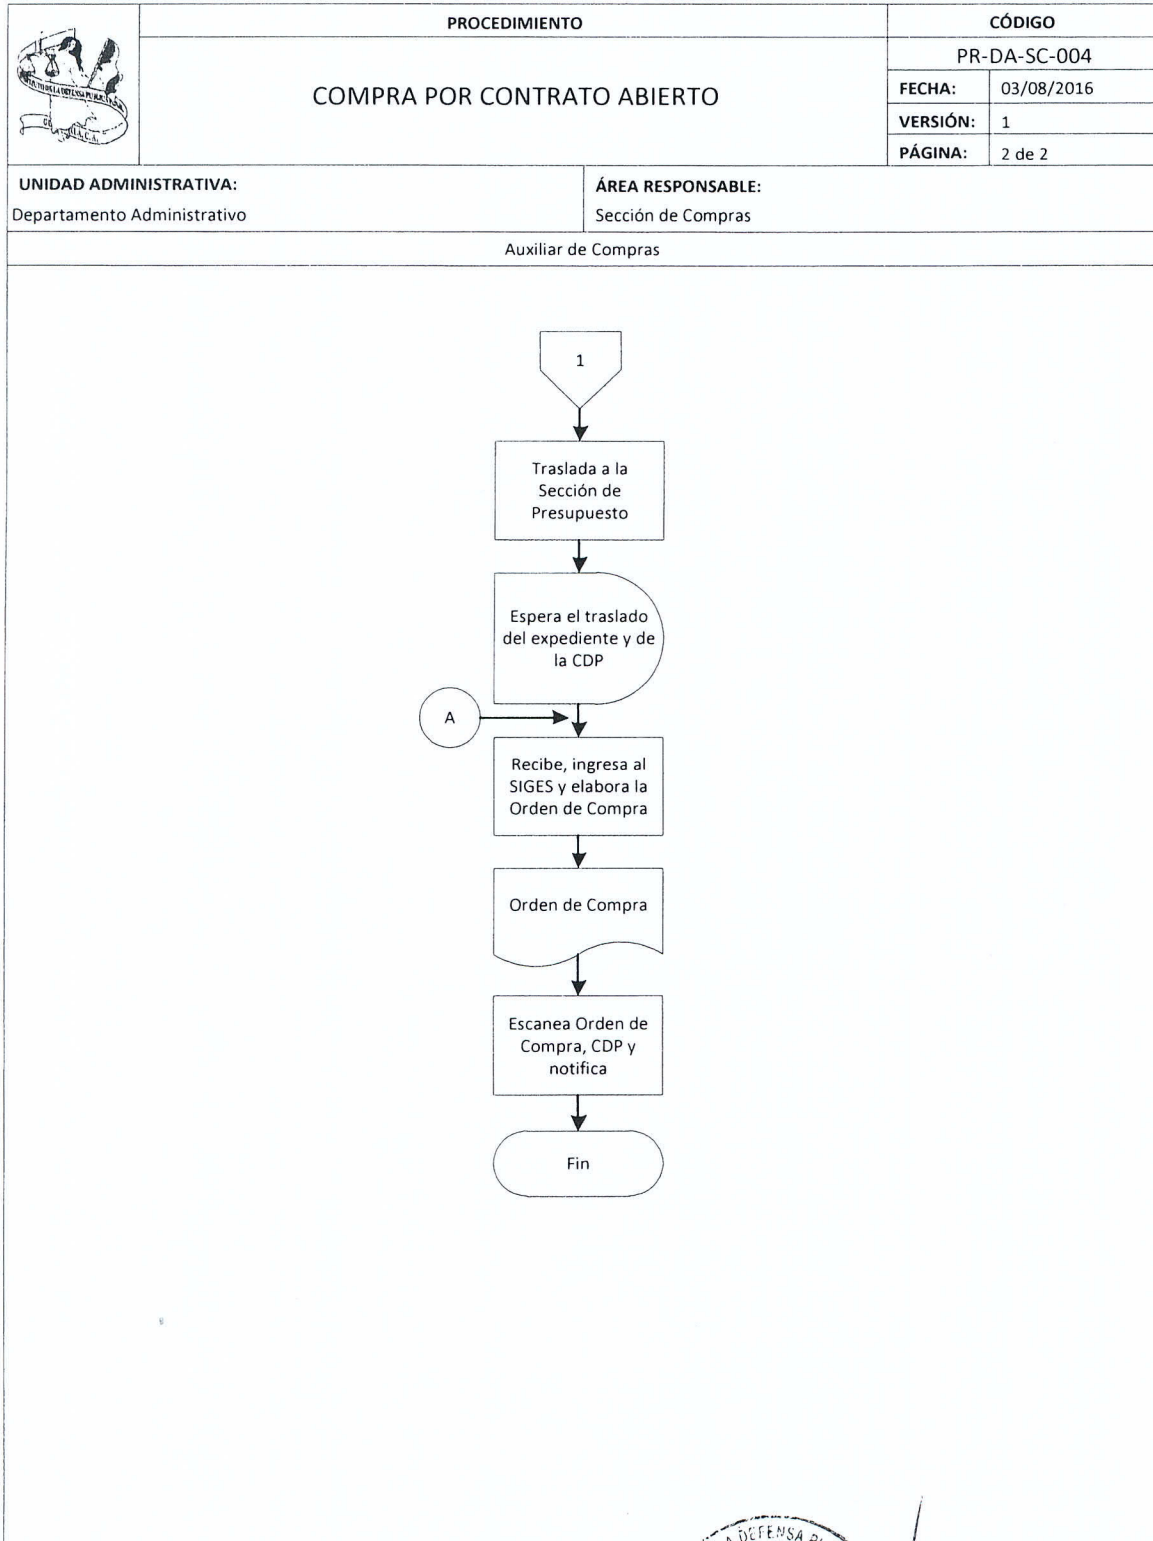 PROCEDIMIENTO
CÓDIGO
COMPRA POR CONTRATO ABIERTO
PR-DA-SC-004
FECHA: 03/08/2016
VERSIÓN: 1
PÁGINA: 2 de 2
UNIDAD ADMINISTRATIVA:
Departamento Administrativo
ÁREA RESPONSABLE:
Sección de Compras
Auxiliar de Compras
1
Traslada a la
Sección de
Presupuesto
Espera el traslado
del expediente y de
la CDP
A
Recibe, ingresa al
SIGES y elabora la
Orden de Compra
Orden de Compra
Escanea Orden de
Compra, CDP y
notifica
Fin
DEFENSA